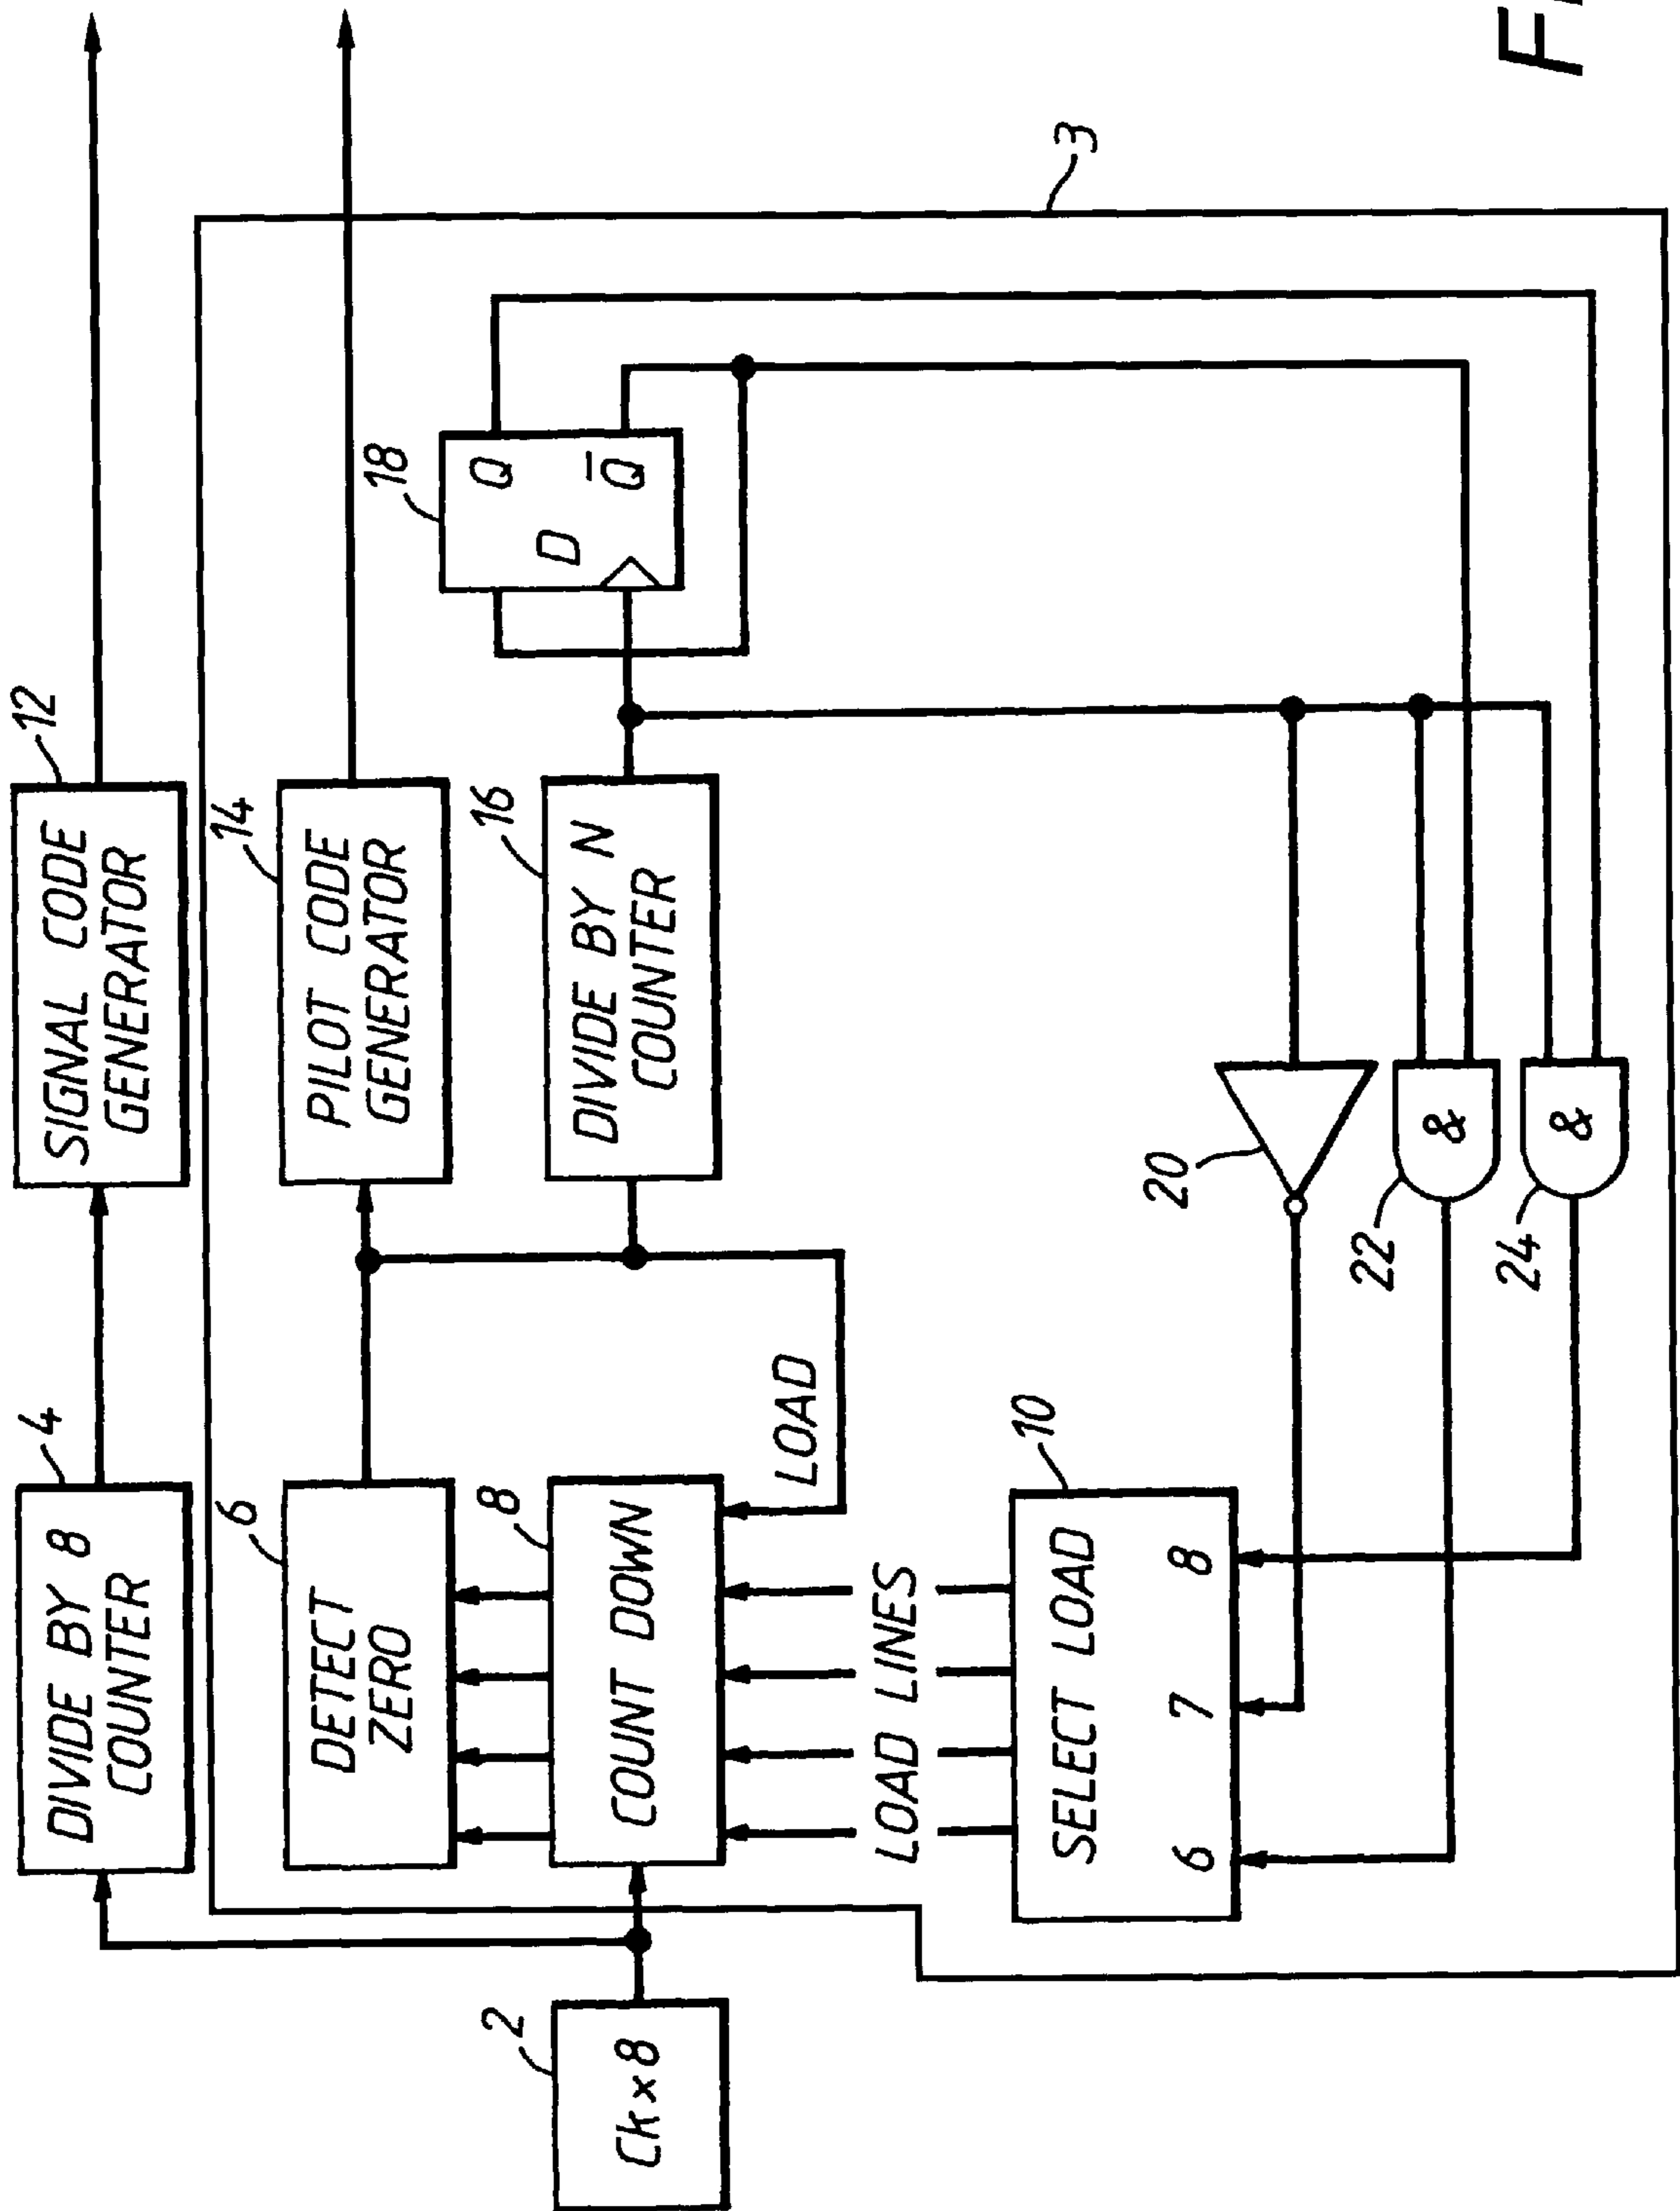 12
SIGNAL CODE
GENERATOR
4
DIVIDE BY 8
COUNTER
14
PILOT CODE
GENERATOR
6
DETECT
ZERO
18
Q
D
Q̅
16
DIVIDE BY N
COUNTER
8
COUNT DOWN
2
Ck x 8
LOAD
LOAD LINES
3
10
SELECT LOAD
6
7
8
20
22
&
24
&